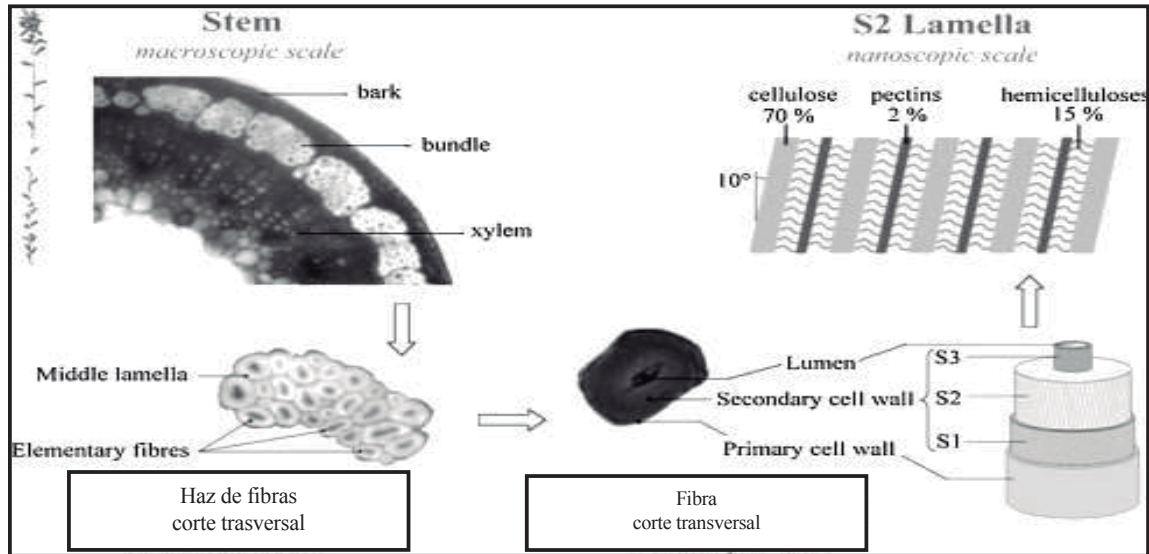 Stem
macroscopic scale
bark
bundle
xylem
S2 Lamella
nanoscopic scale
cellulose
70 %
pectins
2 %
hemicelluloses
15 %
10°
Middle lamella
Elementary fibres
Haz de fibras
corte trasversal
Lumen
Secondary cell wall
Primary cell wall
S3
S2
S1
Fibra
corte transversal